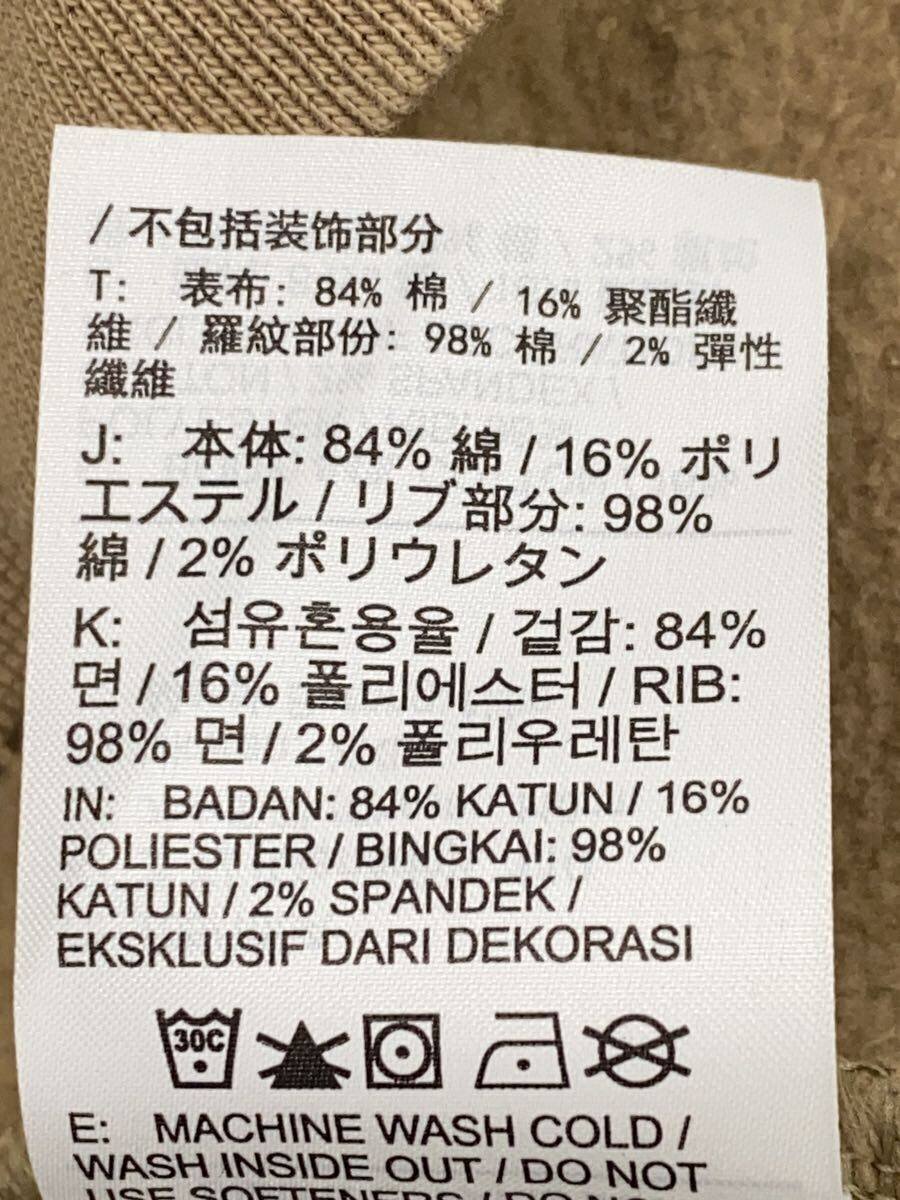 / 不包括装饰部分
T: 表布: 84% 棉 / 16% 聚酯纖
維 / 羅紋部份: 98% 棉 / 2% 彈性
纖維
J: 本体: 84% 綿 / 16% ポリ
エステル / リブ部分: 98%
綿 / 2% ポリウレタン
K: 섬유혼용율 / 겉감: 84%
면 / 16% 폴리에스터 / RIB:
98% 면 / 2% 폴리우레탄
IN: BADAN: 84% KATUN / 16%
POLIESTER / BINGKAI: 98%
KATUN / 2% SPANDEK /
EKSKLUSIF DARI DEKORASI
30C
E: MACHINE WASH COLD /
WASH INSIDE OUT / DO NOT
USE SOFTENERS / DO NO